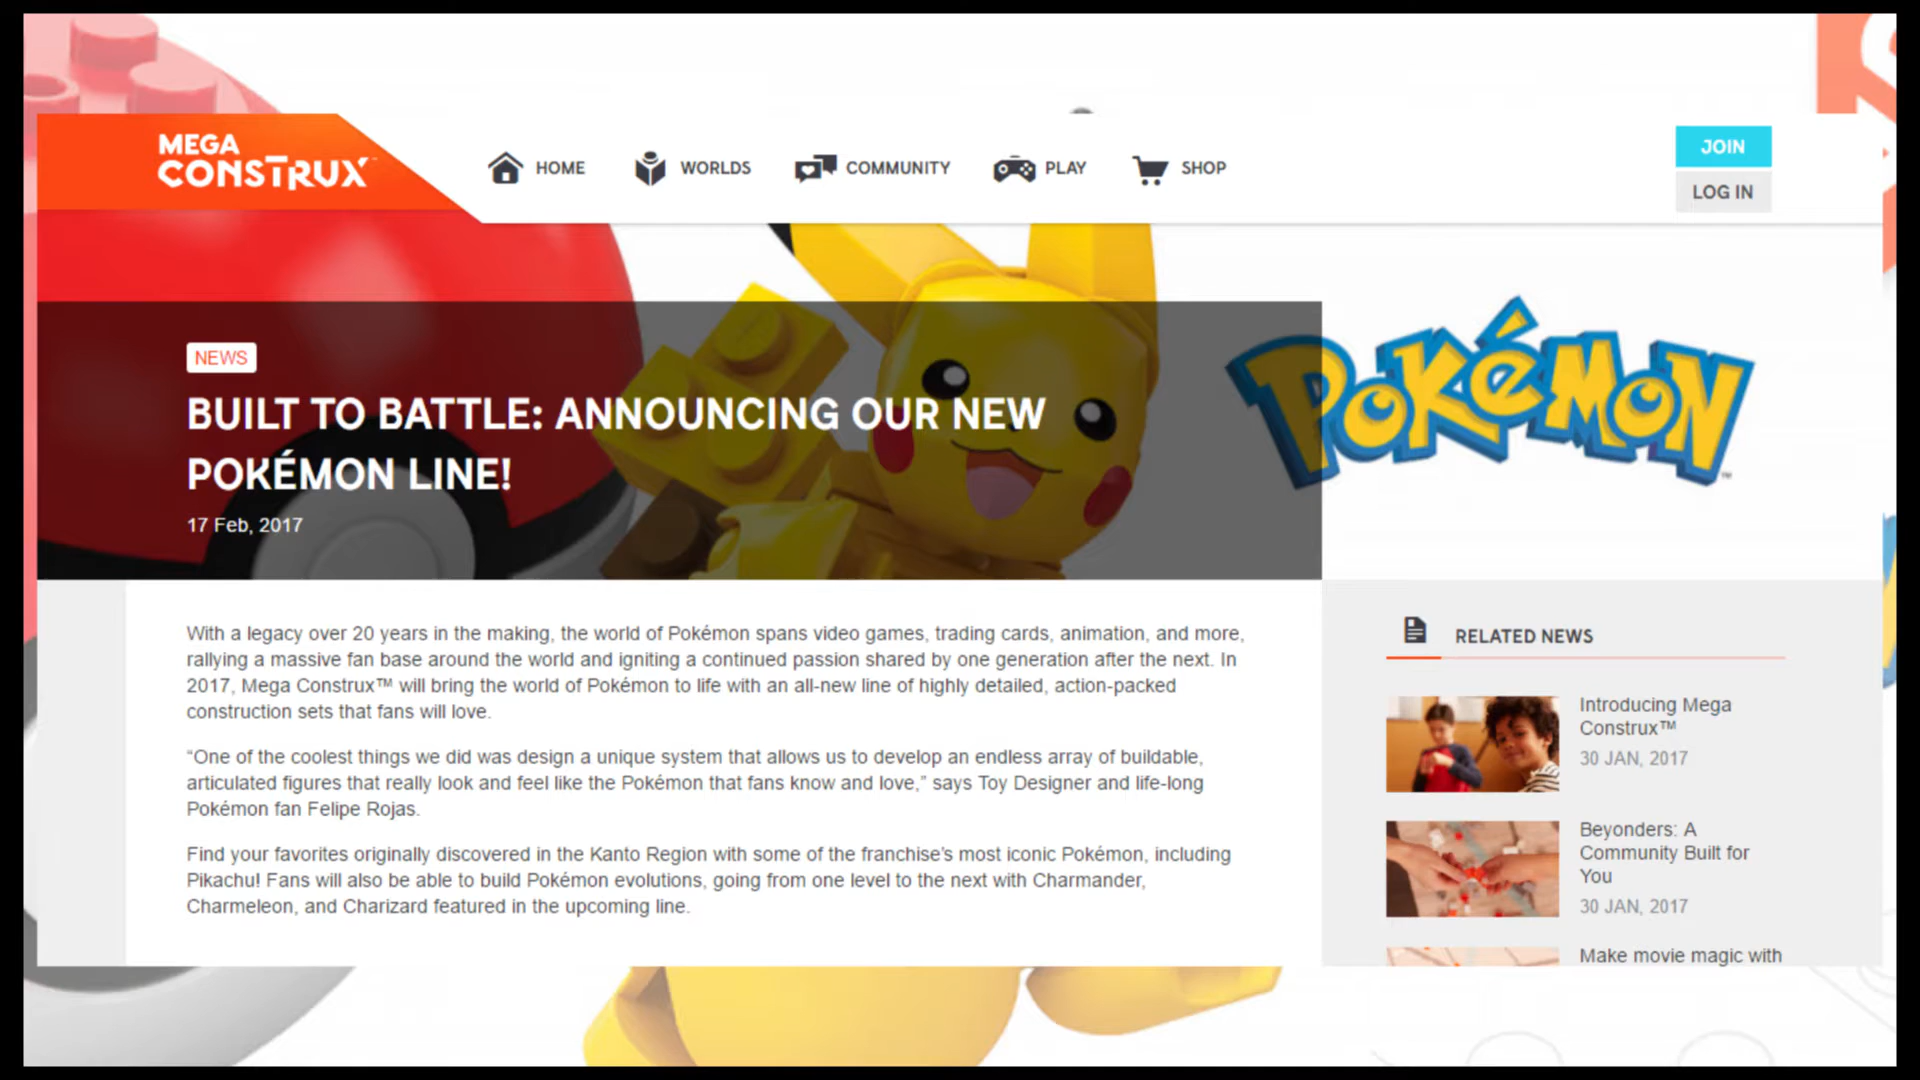 MEGA
CONSTRUX™
HOME
WORLDS
COMMUNITY
PLAY
SHOP
JOIN
LOG IN
NEWS
BUILT TO BATTLE: ANNOUNCING OUR NEW
POKÉMON LINE!
17 Feb, 2017
POKéMON™
With a legacy over 20 years in the making, the world of Pokémon spans video games, trading cards, animation, and more,
rallying a massive fan base around the world and igniting a continued passion shared by one generation after the next. In
2017, Mega Construx™ will bring the world of Pokémon to life with an all-new line of highly detailed, action-packed
construction sets that fans will love.
“One of the coolest things we did was design a unique system that allows us to develop an endless array of buildable,
articulated figures that really look and feel like the Pokémon that fans know and love,” says Toy Designer and life-long
Pokémon fan Felipe Rojas.
Find your favorites originally discovered in the Kanto Region with some of the franchise's most iconic Pokémon, including
Pikachu! Fans will also be able to build Pokémon evolutions, going from one level to the next with Charmander,
Charmeleon, and Charizard featured in the upcoming line.
RELATED NEWS
Introducing Mega
Construx™
30 JAN, 2017
Beyonders: A
Community Built for
You
30 JAN, 2017
Make movie magic with